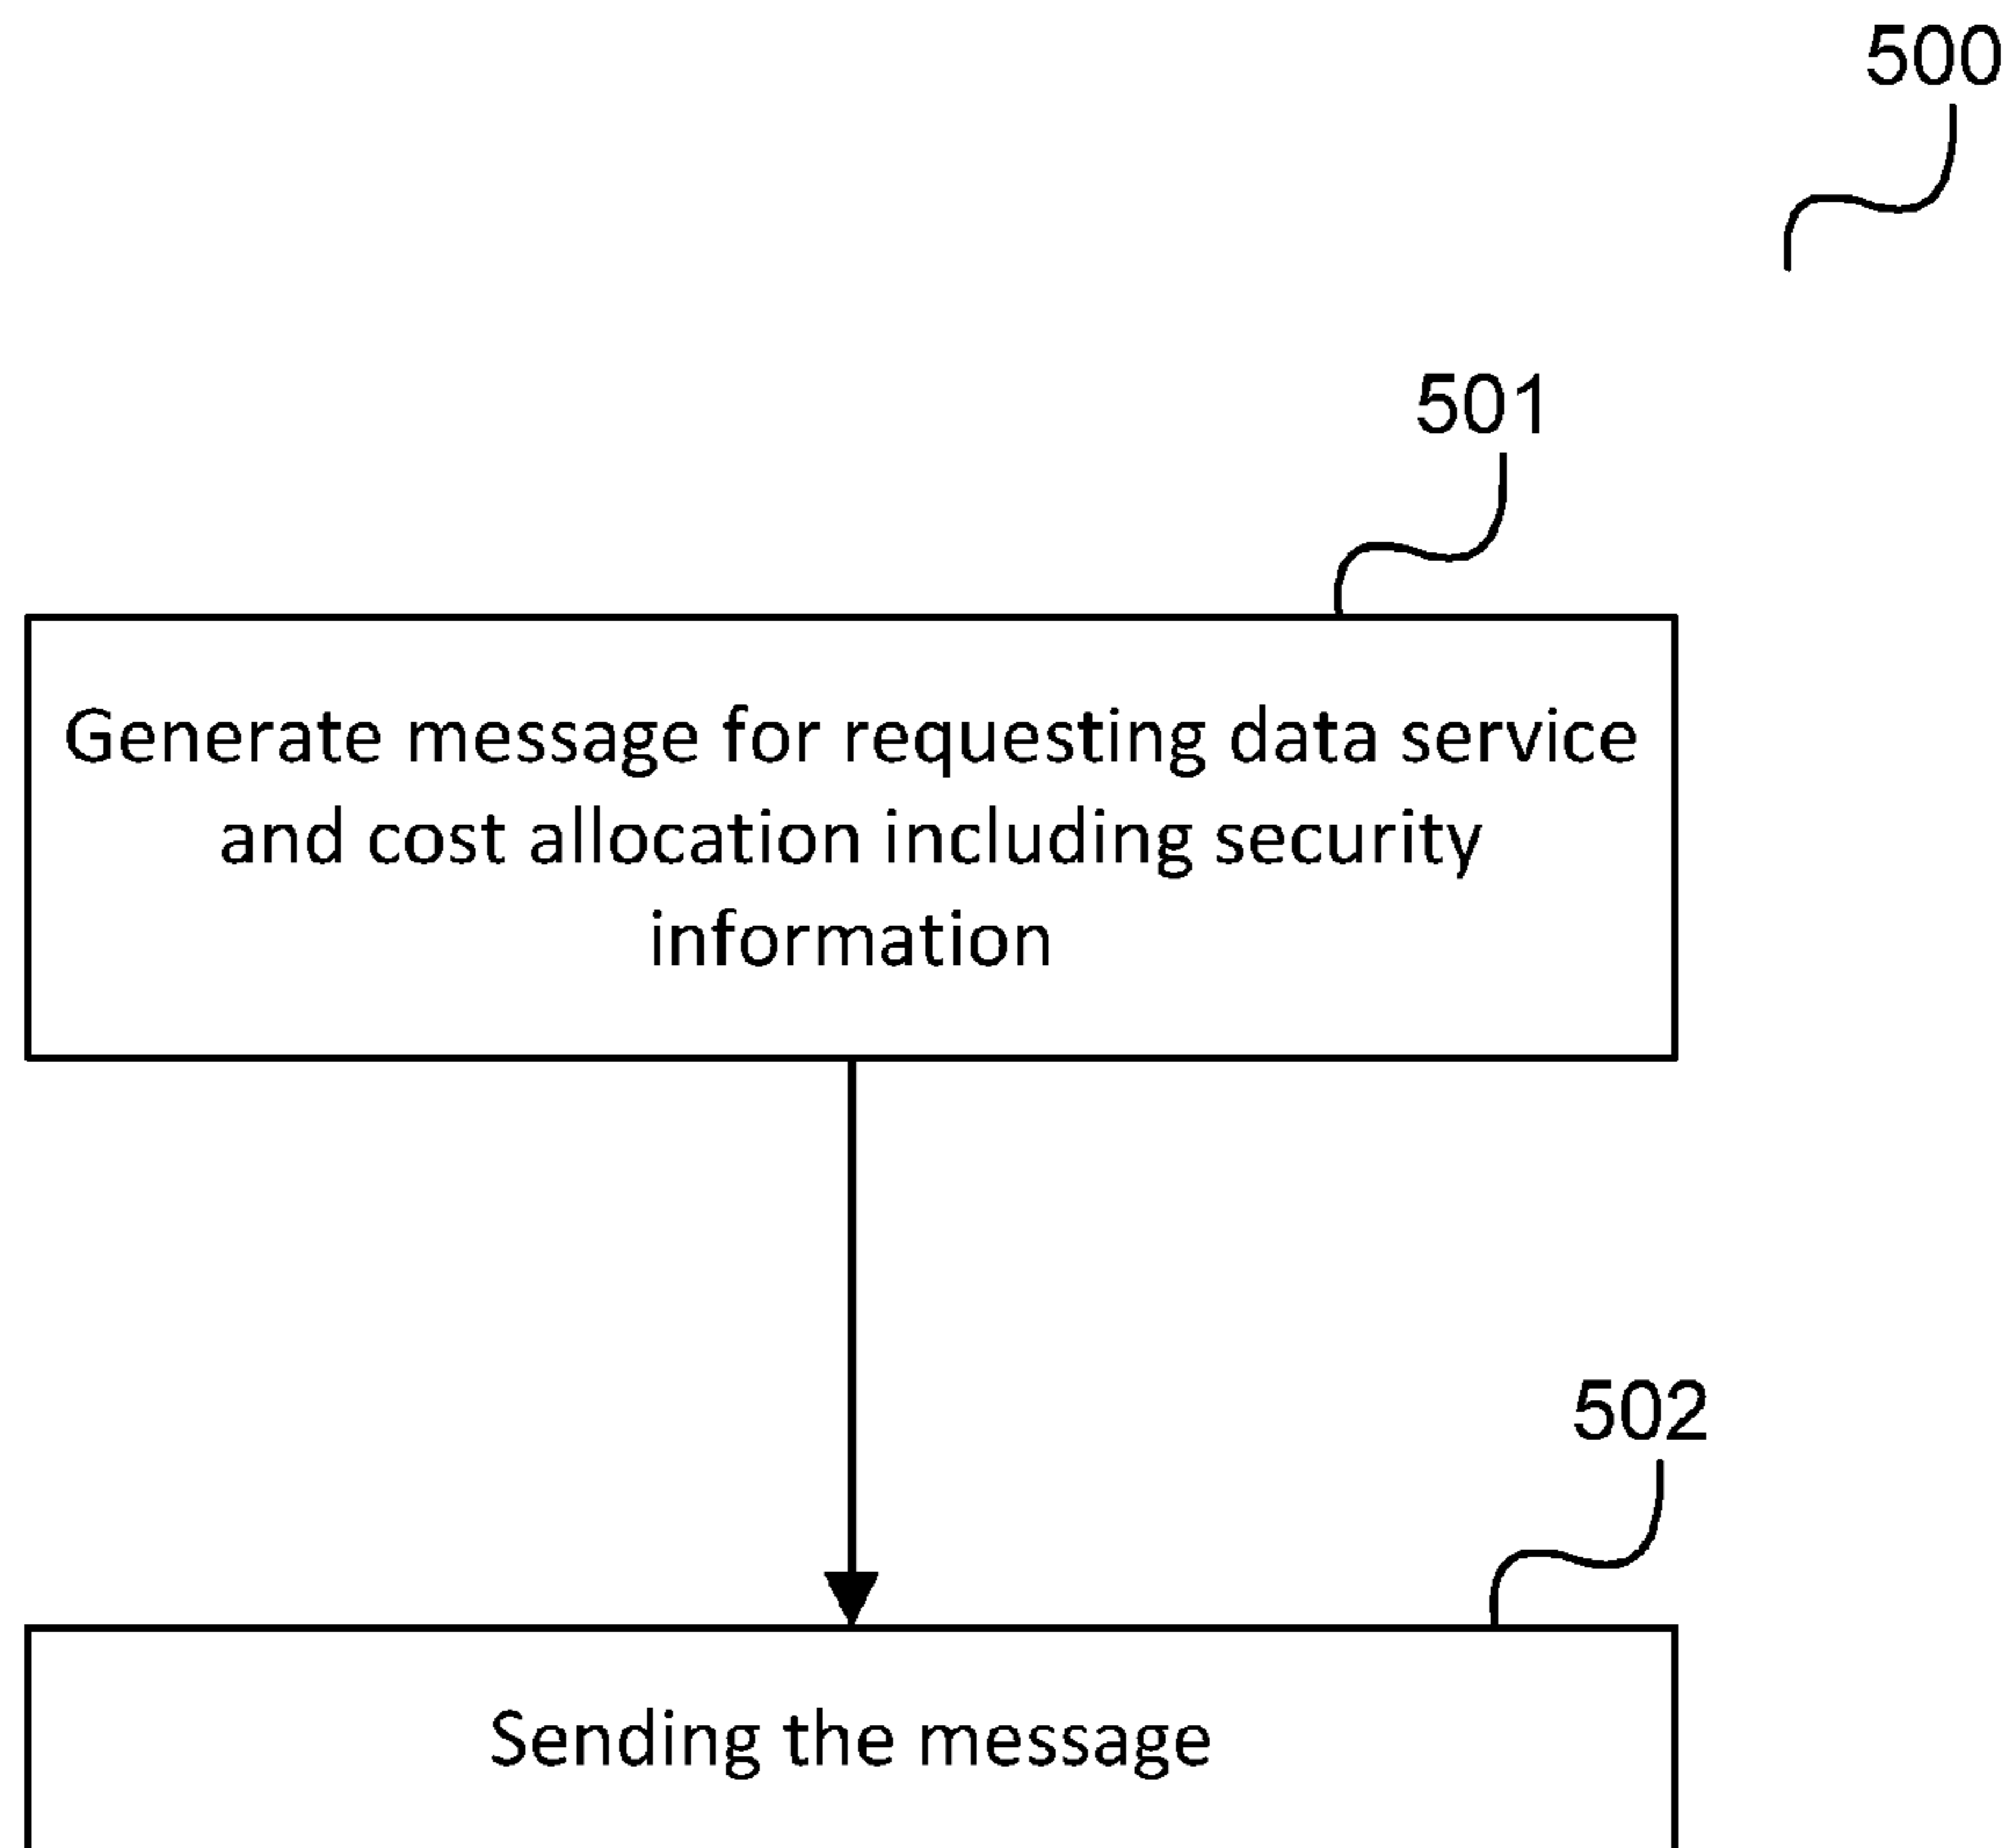 500
501
Generate message for requesting data service
and cost allocation including security
information
502
Sending the message